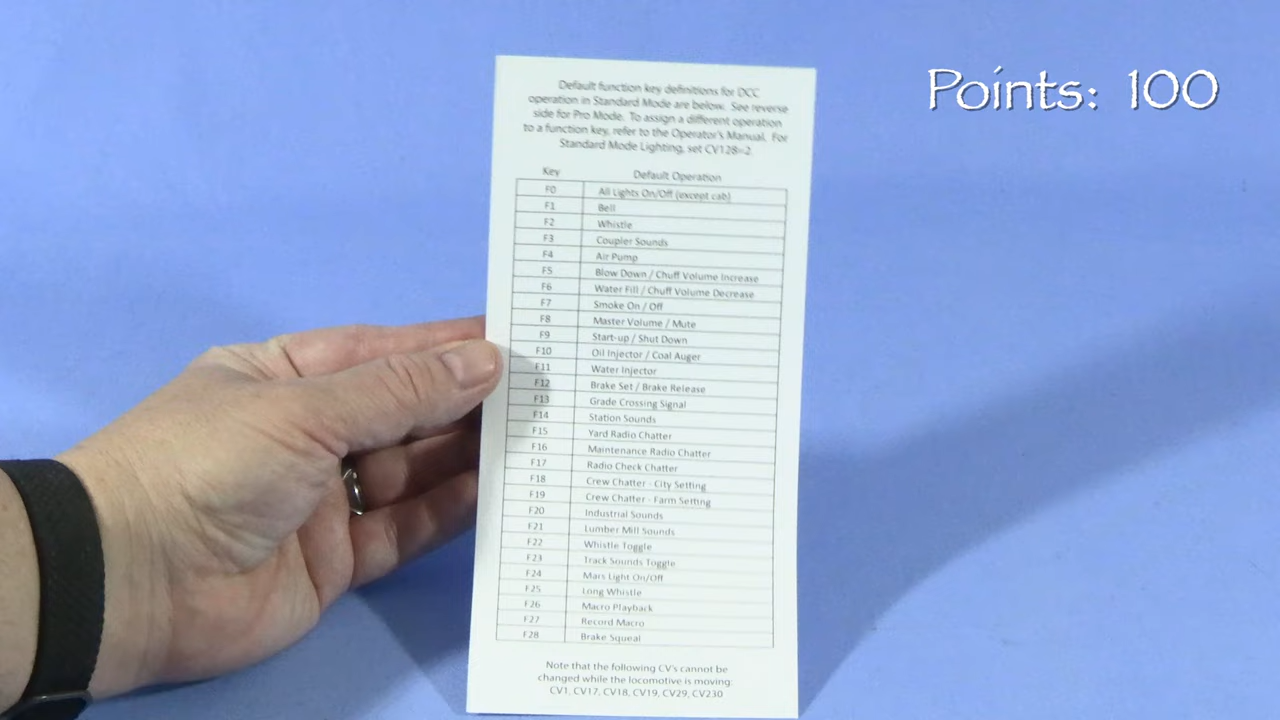 Points: 100
Default function key definitions for DCC
operation in Standard Mode are below. See reverse
side for Pro Mode. To assign a different operation
to a function key, refer to the Operator's Manual. For
Standard Mode Lighting, set CV128=2
Key Default Operation
F0 All Lights On/Off (except cab)
F1 Bell
F2 Whistle
F3 Coupler Sounds
F4 Air Pump
F5 Blow Down / Chuff Volume Increase
F6 Water Fill / Chuff Volume Decrease
F7 Smoke On / Off
F8 Master Volume / Mute
F9 Start-up / Shut Down
F10 Oil Injector / Coal Auger
F11 Water Injector
F12 Brake Set / Brake Release
F13 Grade Crossing Signal
F14 Station Sounds
F15 Yard Radio Chatter
F16 Maintenance Radio Chatter
F17 Radio Check Chatter
F18 Crew Chatter - City Setting
F19 Crew Chatter - Farm Setting
F20 Industrial Sounds
F21 Lumber Mill Sounds
F22 Whistle Toggle
F23 Track Sounds Toggle
F24 Mars Light On/Off
F25 Long Whistle
F26 Macro Playback
F27 Record Macro
F28 Brake Squeal
Note that the following CV's cannot be
changed while the locomotive is moving:
CV1, CV17, CV18, CV19, CV29, CV230